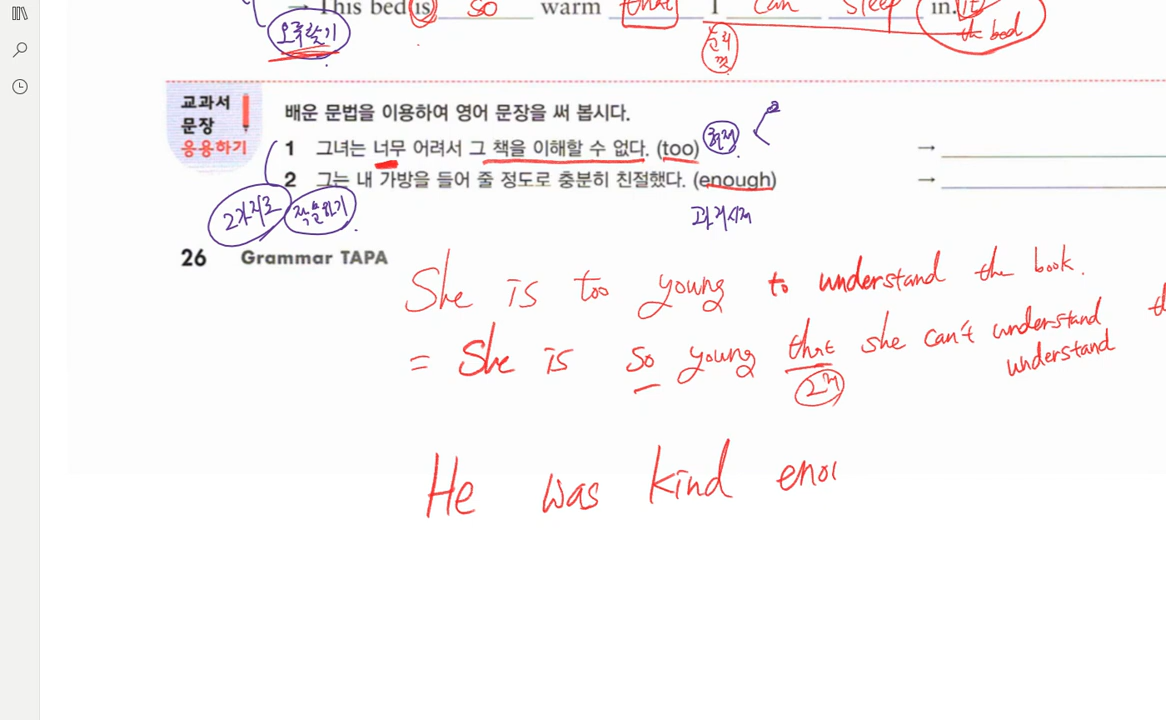 This bed is so warm that I can sleep in. it
오류찾기
the bed
교과서
문장
응용하기
배운 문법을 이용하여 영어 문장을 써 봅시다.
1 그녀는 너무 어려서 그 책을 이해할 수 없다. (too) 현재 →
2 그는 내 가방을 들어 줄 정도로 충분히 친절했다. (enough) →
2가지로 작문하기
과거시제
26 Grammar TAPA
She is too young to understand the book.
= She is so young that she can't understand
understand
He was kind enou